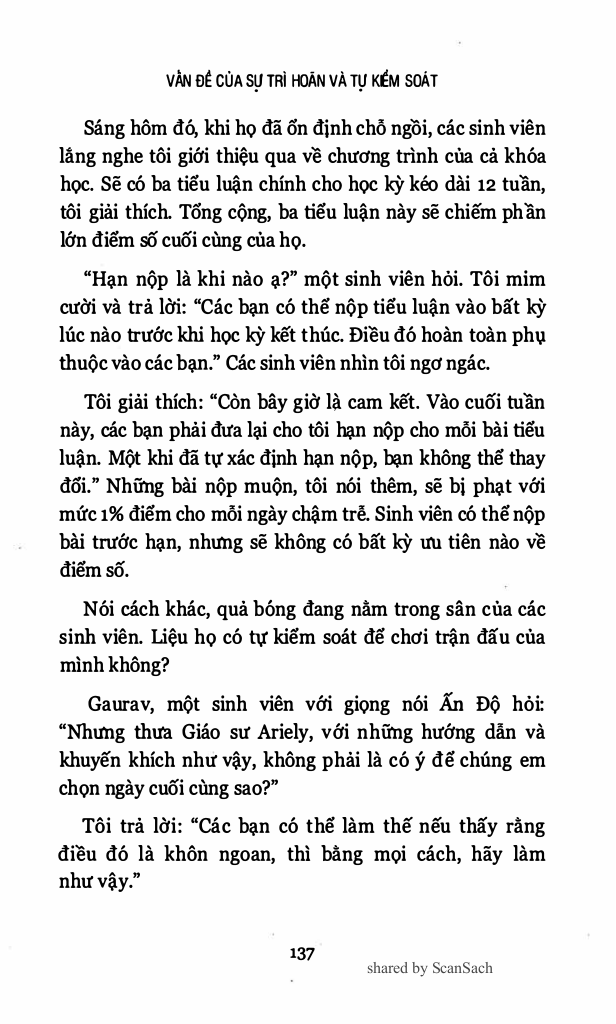 VẤN ĐỀ CỦA SỰ TRÌ HOÃN VÀ TỰ KIỂM SOÁT
Sáng hôm đó, khi họ đã ổn định chỗ ngồi, các sinh viên
lắng nghe tôi giới thiệu qua về chương trình của cả khóa
học. Sẽ có ba tiểu luận chính cho học kỳ kéo dài 12 tuần,
tôi giải thích. Tổng cộng, ba tiểu luận này sẽ chiếm phần
lớn điểm số cuối cùng của họ.
“Hạn nộp là khi nào ạ?” một sinh viên hỏi. Tôi mim
cười và trả lời: “Các bạn có thể nộp tiểu luận vào bất kỳ
lúc nào trước khi học kỳ kết thúc. Điều đó hoàn toàn phụ
thuộc vào các bạn.” Các sinh viên nhìn tôi ngơ ngác.
Tôi giải thích: “Còn bây giờ là cam kết. Vào cuối tuần
này, các bạn phải đưa lại cho tôi hạn nộp cho mỗi bài tiểu
luận. Một khi đã tự xác định hạn nộp, bạn không thể thay
đổi.” Những bài nộp muộn, tôi nói thêm, sẽ bị phạt với
mức 1% điểm cho mỗi ngày chậm trễ. Sinh viên có thể nộp
bài trước hạn, nhưng sẽ không có bất kỳ ưu tiên nào về
điểm số.
Nói cách khác, quả bóng đang nằm trong sân của các
sinh viên. Liệu họ có tự kiểm soát để chơi trận đấu của
mình không?
Gaurav, một sinh viên với giọng nói Ấn Độ hỏi:
“Nhưng thưa Giáo sư Ariely, với những hướng dẫn và
khuyến khích như vậy, không phải là có ý để chúng em
chọn ngày cuối cùng sao?”
Tôi trả lời: “Các bạn có thể làm thế nếu thấy rằng
điều đó là khôn ngoan, thì bằng mọi cách, hãy làm
như vậy.”
137
shared by ScanSach